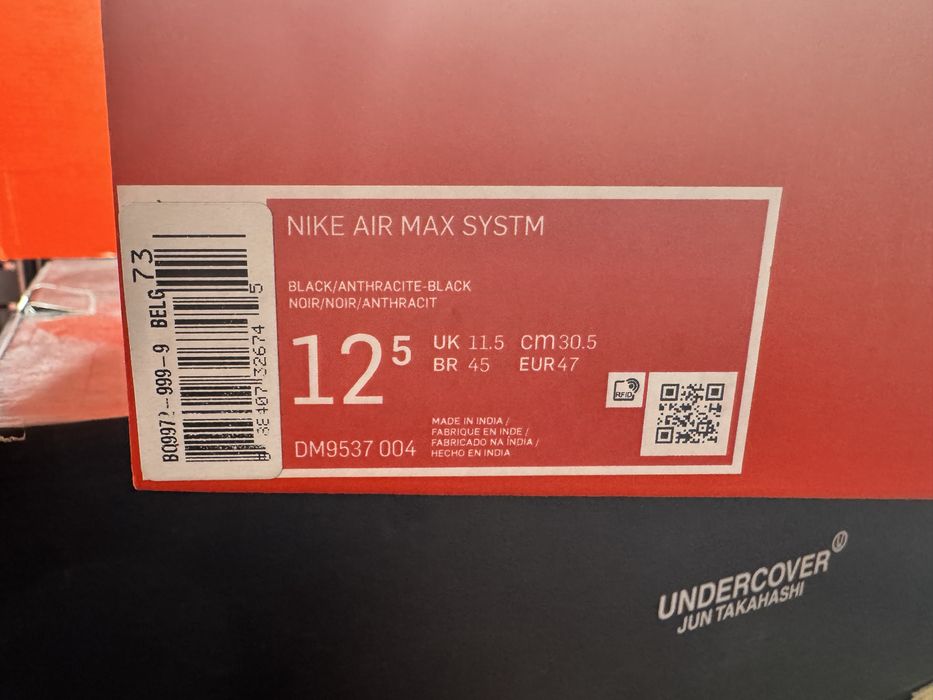 NIKE AIR MAX SYSTM
BLACK/ANTHRACITE-BLACK
NOIR/NOIR/ANTHRACIT
12⁵
UK 11.5 CM 30.5
BR 45 EUR 47
DM9537 004
MADE IN INDIA /
FABRIQUE EN INDE /
FABRICADO NA ÍNDIA /
HECHO EN INDIA
RFID
BELG 73
UNDERCOVER
JUN TAKAHASHI